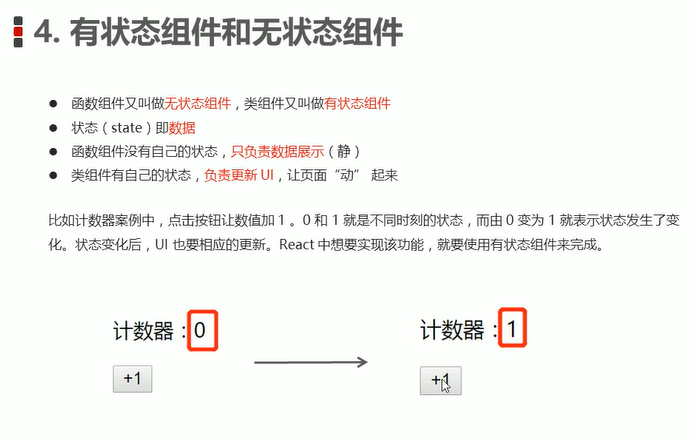 4. 有状态组件和无状态组件
● 函数组件又叫做无状态组件，类组件又叫做有状态组件
● 状态（state）即数据
● 函数组件没有自己的状态，只负责数据展示（静）
● 类组件有自己的状态，负责更新 UI，让页面“动” 起来
比如计数器案例中，点击按钮让数值加 1 。0 和 1 就是不同时刻的状态，而由 0 变为 1 就表示状态发生了变
化。状态变化后，UI 也要相应的更新。React 中想要实现该功能，就要使用有状态组件来完成。
计数器：0
+1
计数器：1
+1